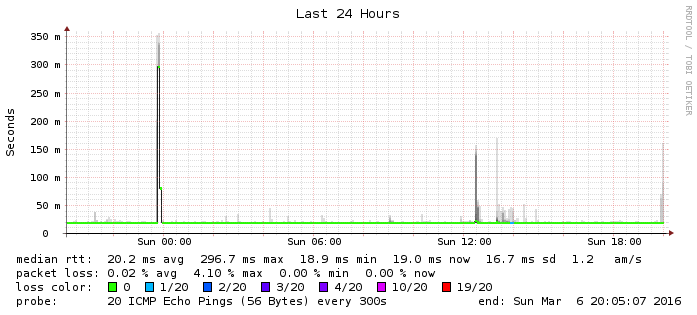 Last 24 Hours
RRDTOOL / TOBI OETIKER
Seconds
350 m
300 m
250 m
200 m
150 m
100 m
50 m
0
Sun 00:00 Sun 06:00 Sun 12:00 Sun 18:00
median rtt: 20.2 ms avg 296.7 ms max 18.9 ms min 19.0 ms now 16.7 ms sd 1.2 am/s
packet loss: 0.02 % avg 4.10 % max 0.00 % min 0.00 % now
loss color: 0 1/20 2/20 3/20 4/20 10/20 19/20
probe: 20 ICMP Echo Pings (56 Bytes) every 300s end: Sun Mar 6 20:05:07 2016